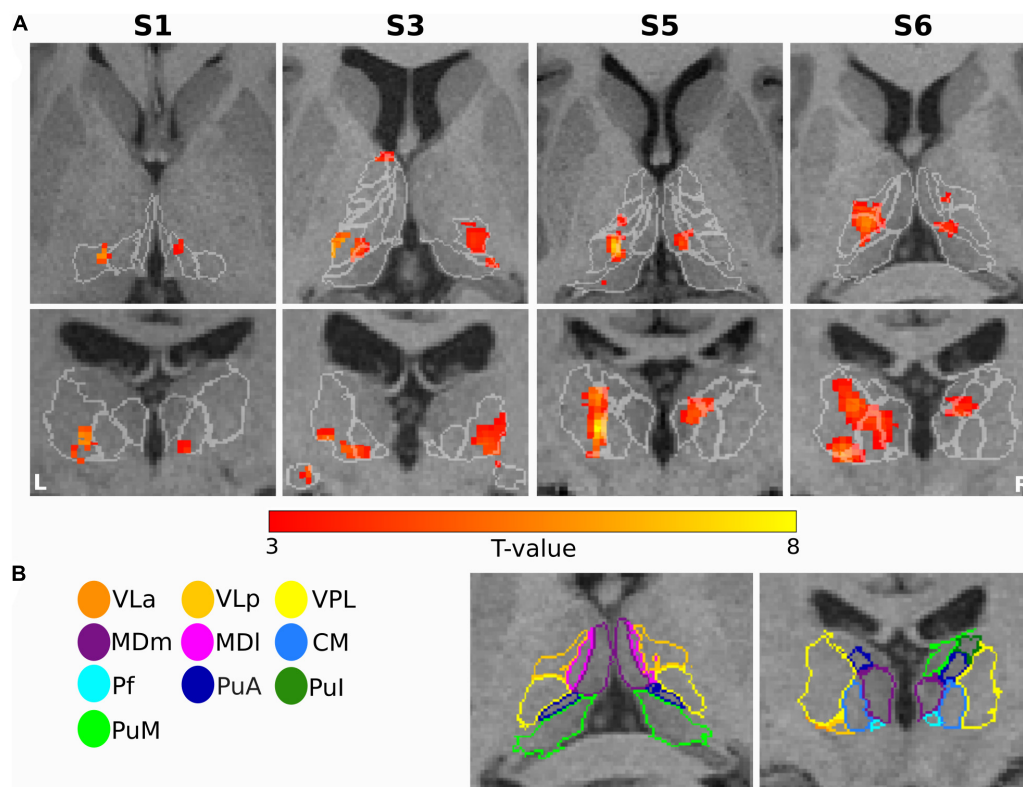 A
S1 S3 S5 S6
L
3 T-value 8
B
VLa VLp VPL
MDm MDl CM
Pf PuA PuI
PuM